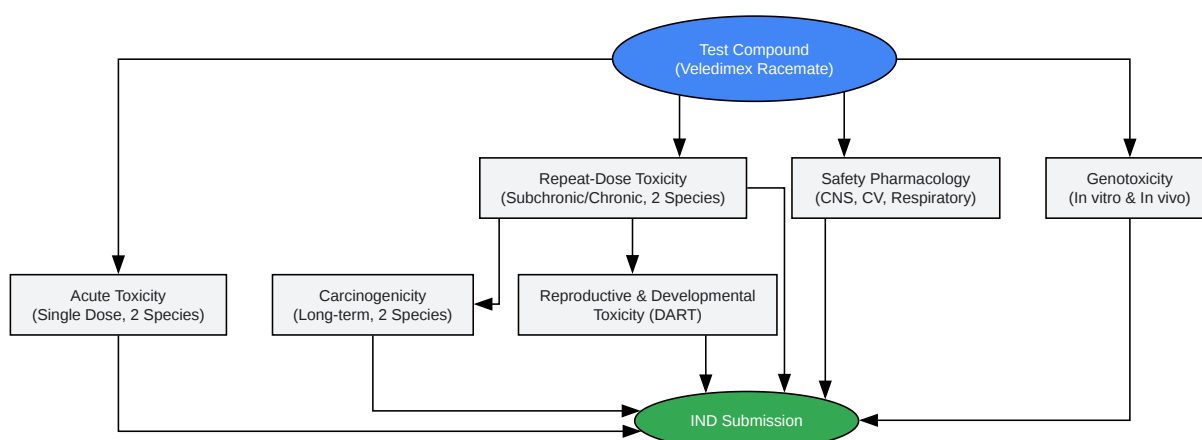 Test Compound
(Veledimex Racemate)
Repeat-Dose Toxicity
(Subchronic/Chronic, 2 Species)
Safety Pharmacology
(CNS, CV, Respiratory)
Genotoxicity
(In vitro & In vivo)
Acute Toxicity
(Single Dose, 2 Species)
Carcinogenicity
(Long-term, 2 Species)
Reproductive & Developmental
Toxicity (DART)
IND Submission